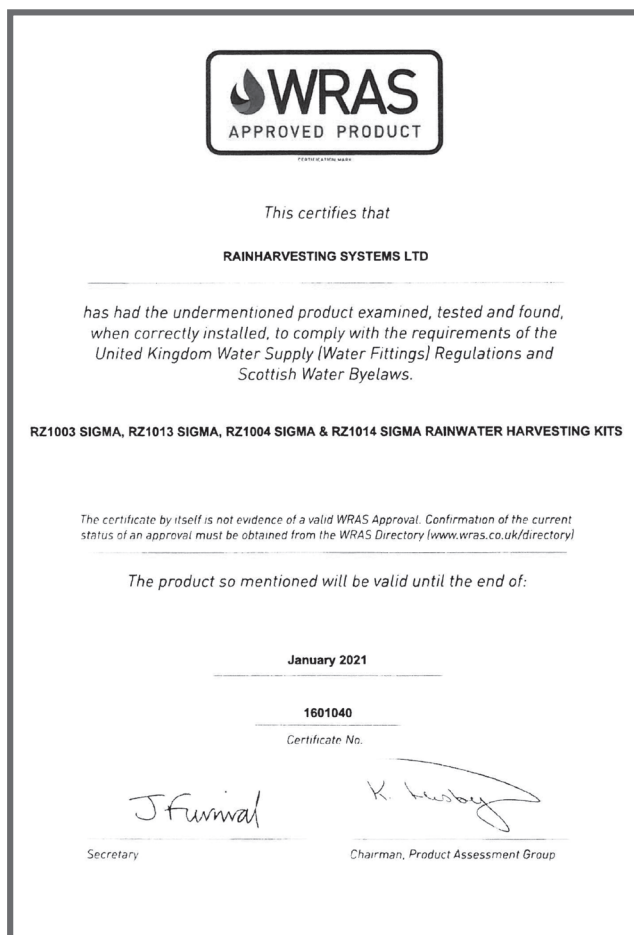 WRAS
APPROVED PRODUCT
CERTIFICATION MARK
This certifies that
RAINHARVESTING SYSTEMS LTD
has had the undermentioned product examined, tested and found,
when correctly installed, to comply with the requirements of the
United Kingdom Water Supply (Water Fittings) Regulations and
Scottish Water Byelaws.
RZ1003 SIGMA, RZ1013 SIGMA, RZ1004 SIGMA & RZ1014 SIGMA RAINWATER HARVESTING KITS
The certificate by itself is not evidence of a valid WRAS Approval. Confirmation of the current
status of an approval must be obtained from the WRAS Directory (www.wras.co.uk/directory)
The product so mentioned will be valid until the end of:
January 2021
1601040
Certificate No.
J Furnival
Secretary
Chairman, Product Assessment Group